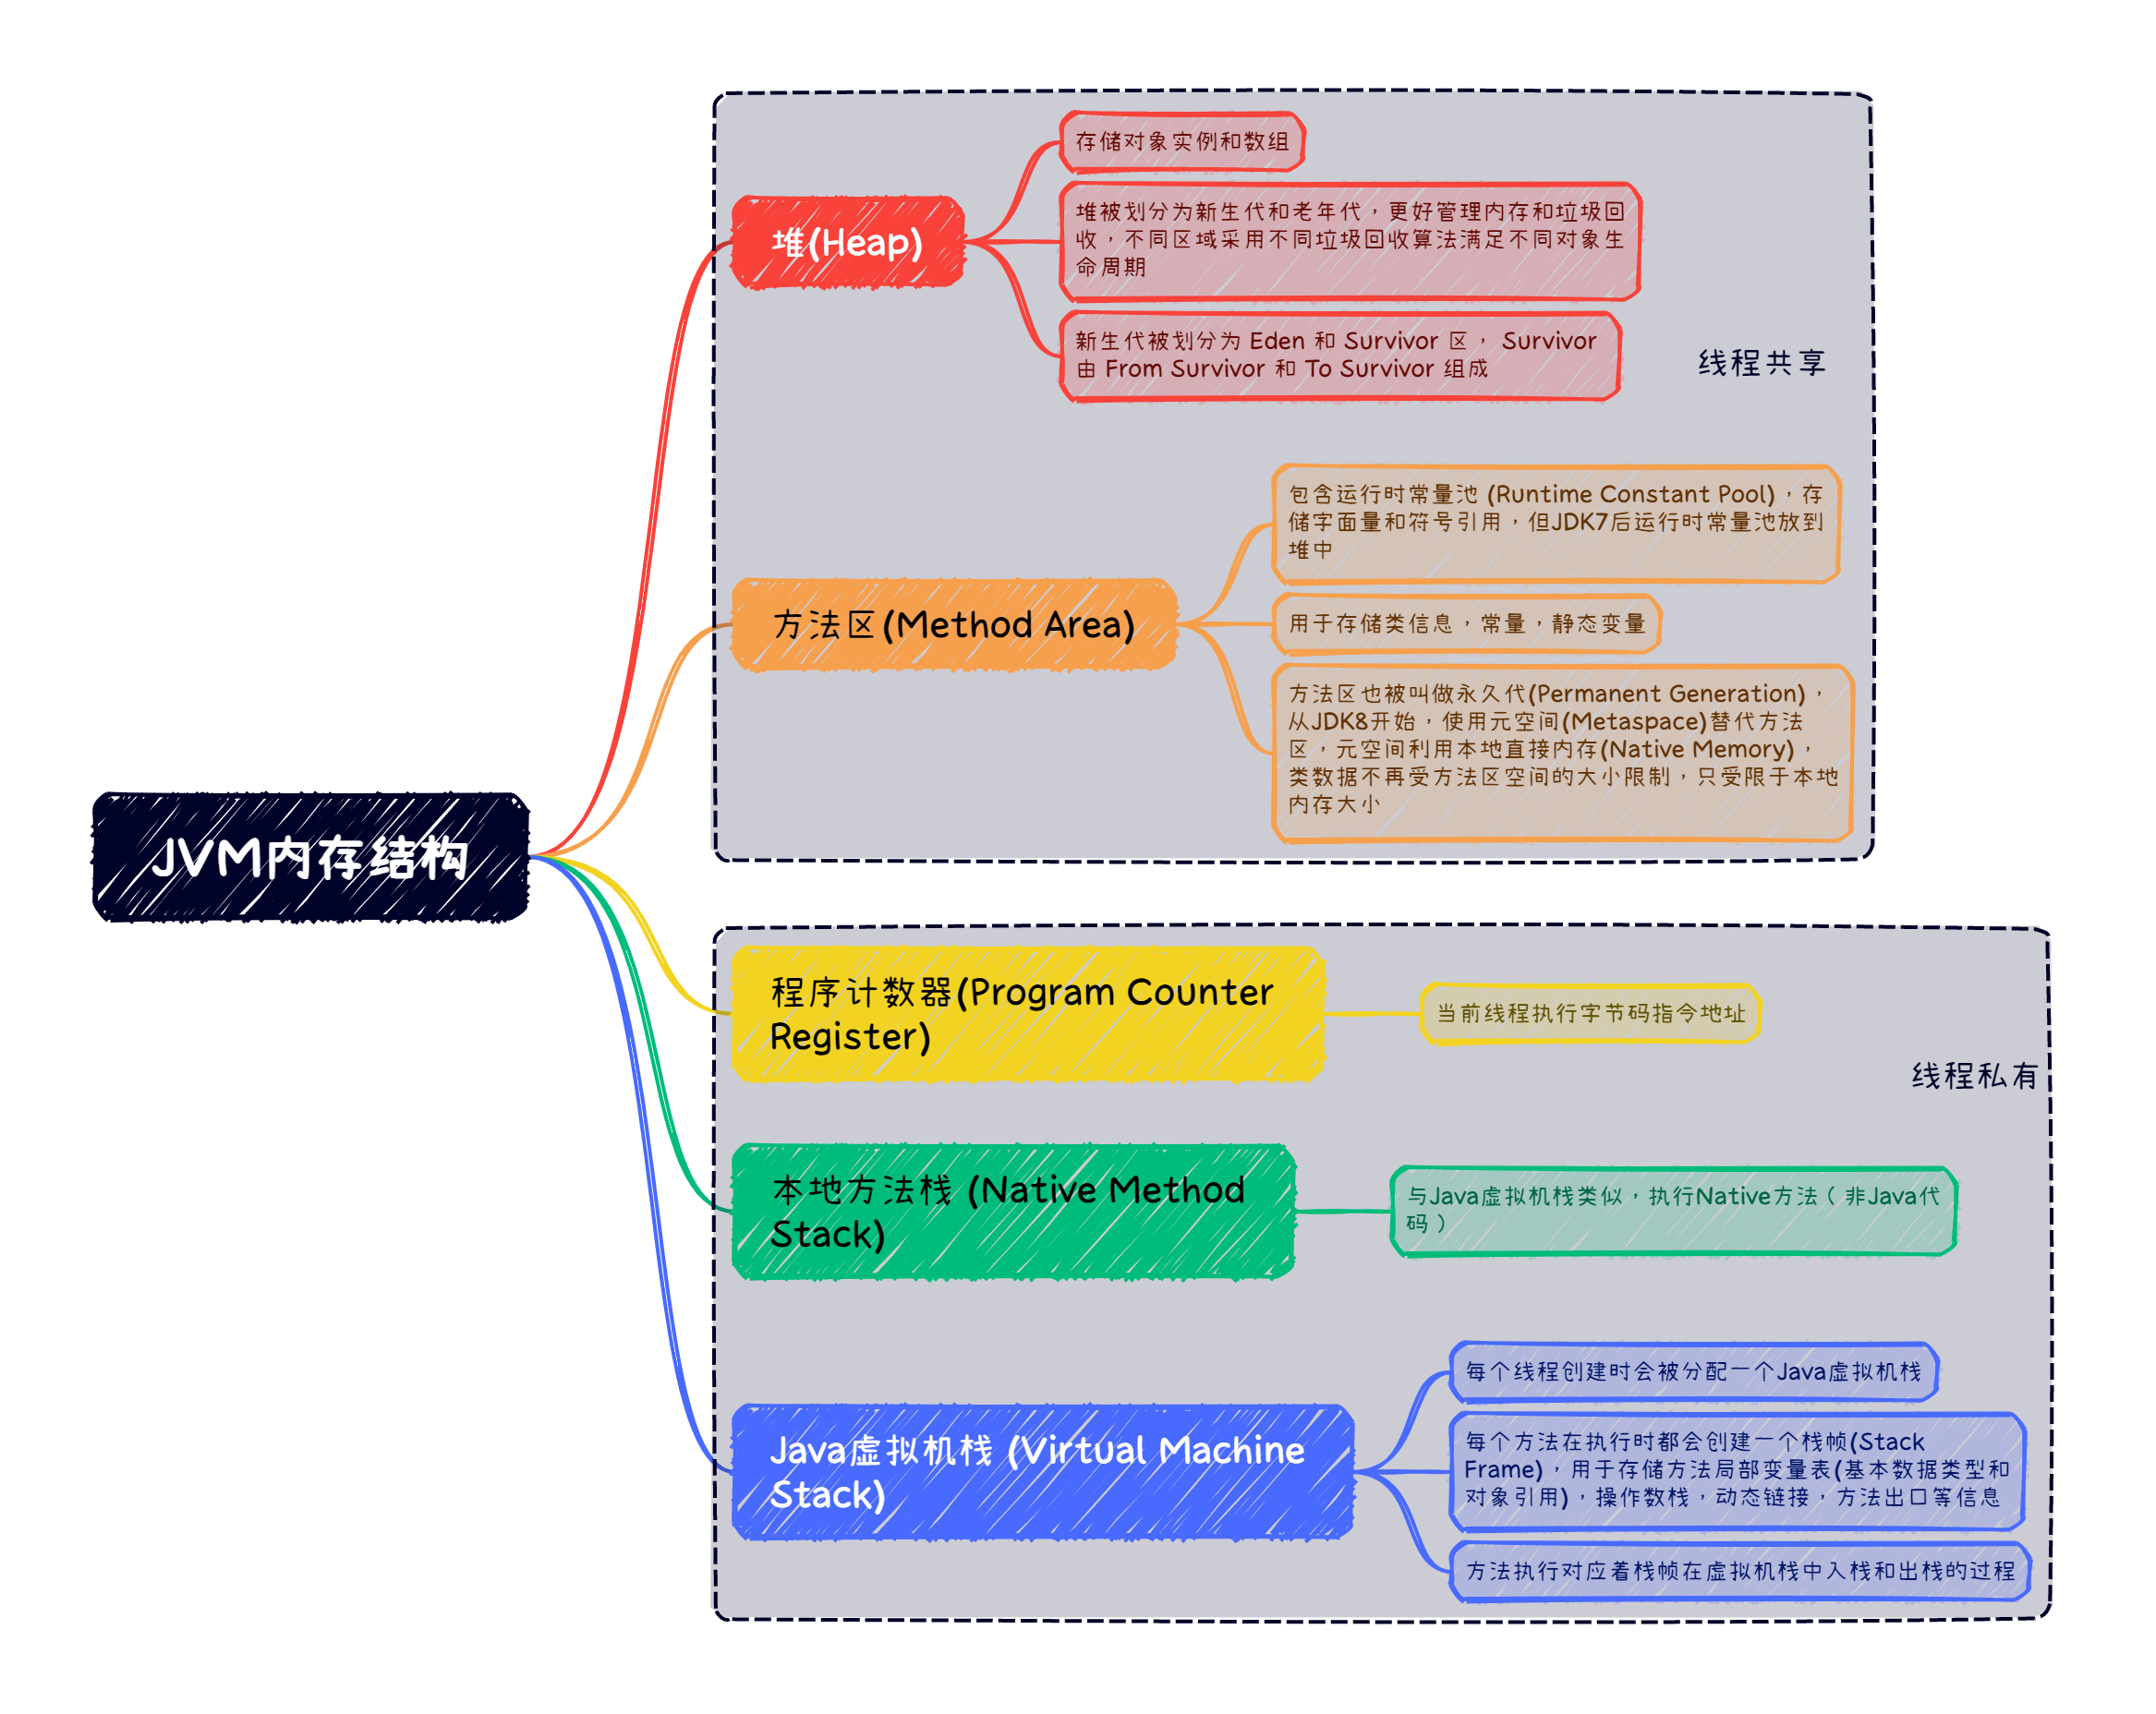 存储对象实例和数组
堆(Heap)
堆被划分为新生代和老年代，更好管理内存和垃圾回
收，不同区域采用不同垃圾回收算法满足不同对象生
命周期
新生代被划分为 Eden 和 Survivor 区， Survivor
由 From Survivor 和 To Survivor 组成
线程共享
包含运行时常量池 (Runtime Constant Pool)，存
储字面量和符号引用，但JDK7后运行时常量池放到
堆中
方法区(Method Area)
用于存储类信息，常量，静态变量
方法区也被叫做永久代(Permanent Generation)，
从JDK8开始，使用元空间(Metaspace)替代方法
区，元空间利用本地直接内存(Native Memory)，
类数据不再受方法区空间的大小限制，只受限于本地
内存大小
JVM内存结构
程序计数器(Program Counter
Register)
当前线程执行字节码指令地址
线程私有
本地方法栈 (Native Method
Stack)
与Java虚拟机栈类似，执行Native方法（非Java代
码）
每个线程创建时会被分配一个Java虚拟机栈
Java虚拟机栈 (Virtual Machine
Stack)
每个方法在执行时都会创建一个栈帧(Stack
Frame)，用于存储方法局部变量表(基本数据类型和
对象引用)，操作数栈，动态链接，方法出口等信息
方法执行对应着栈帧在虚拟机栈中入栈和出栈的过程